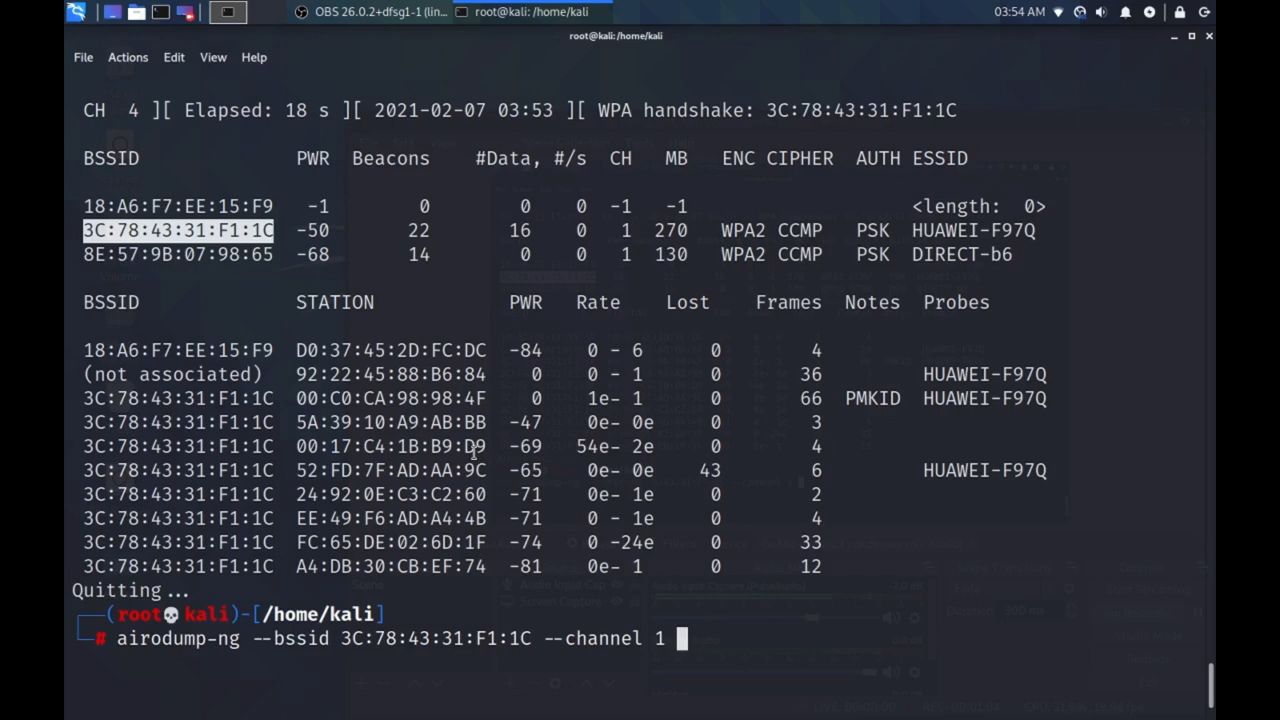 OBS 26.0.2+dfsg1-1 (lin...
root@kali: /home/kali
03:54 AM
root@kali:/home/kali
File Actions Edit View Help
CH 4 ][ Elapsed: 18 s ][ 2021-02-07 03:53 ][ WPA handshake: 3C:78:43:31:F1:1C
BSSID PWR Beacons #Data, #/s CH MB ENC CIPHER AUTH ESSID
18:A6:F7:EE:15:F9 -1 0 0 0 -1 -1 <length: 0>
3C:78:43:31:F1:1C -50 22 16 0 1 270 WPA2 CCMP PSK HUAWEI-F97Q
8E:57:9B:07:98:65 -68 14 0 0 1 130 WPA2 CCMP PSK DIRECT-b6
BSSID STATION PWR Rate Lost Frames Notes Probes
18:A6:F7:EE:15:F9 D0:37:45:2D:FC:DC -84 0 - 6 0 4
(not associated) 92:22:45:88:B6:84 0 0 - 1 0 36 HUAWEI-F97Q
3C:78:43:31:F1:1C 00:C0:CA:98:98:4F 0 1e- 1 0 66 PMKID HUAWEI-F97Q
3C:78:43:31:F1:1C 5A:39:10:A9:AB:BB -47 0e- 0e 0 3
3C:78:43:31:F1:1C 00:17:C4:1B:B9:D9 -69 54e- 2e 0 4
3C:78:43:31:F1:1C 52:FD:7F:AD:AA:9C -65 0e- 0e 43 6 HUAWEI-F97Q
3C:78:43:31:F1:1C 24:92:0E:C3:C2:60 -71 0e- 1e 0 2
3C:78:43:31:F1:1C EE:49:F6:AD:A4:4B -71 0 - 1e 0 4
3C:78:43:31:F1:1C FC:65:DE:02:6D:1F -74 0 -24e 0 33
3C:78:43:31:F1:1C A4:DB:30:CB:EF:74 -81 0e- 1 0 12
Quitting...
(root💀kali)-[/home/kali]
# airodump-ng --bssid 3C:78:43:31:F1:1C --channel 1